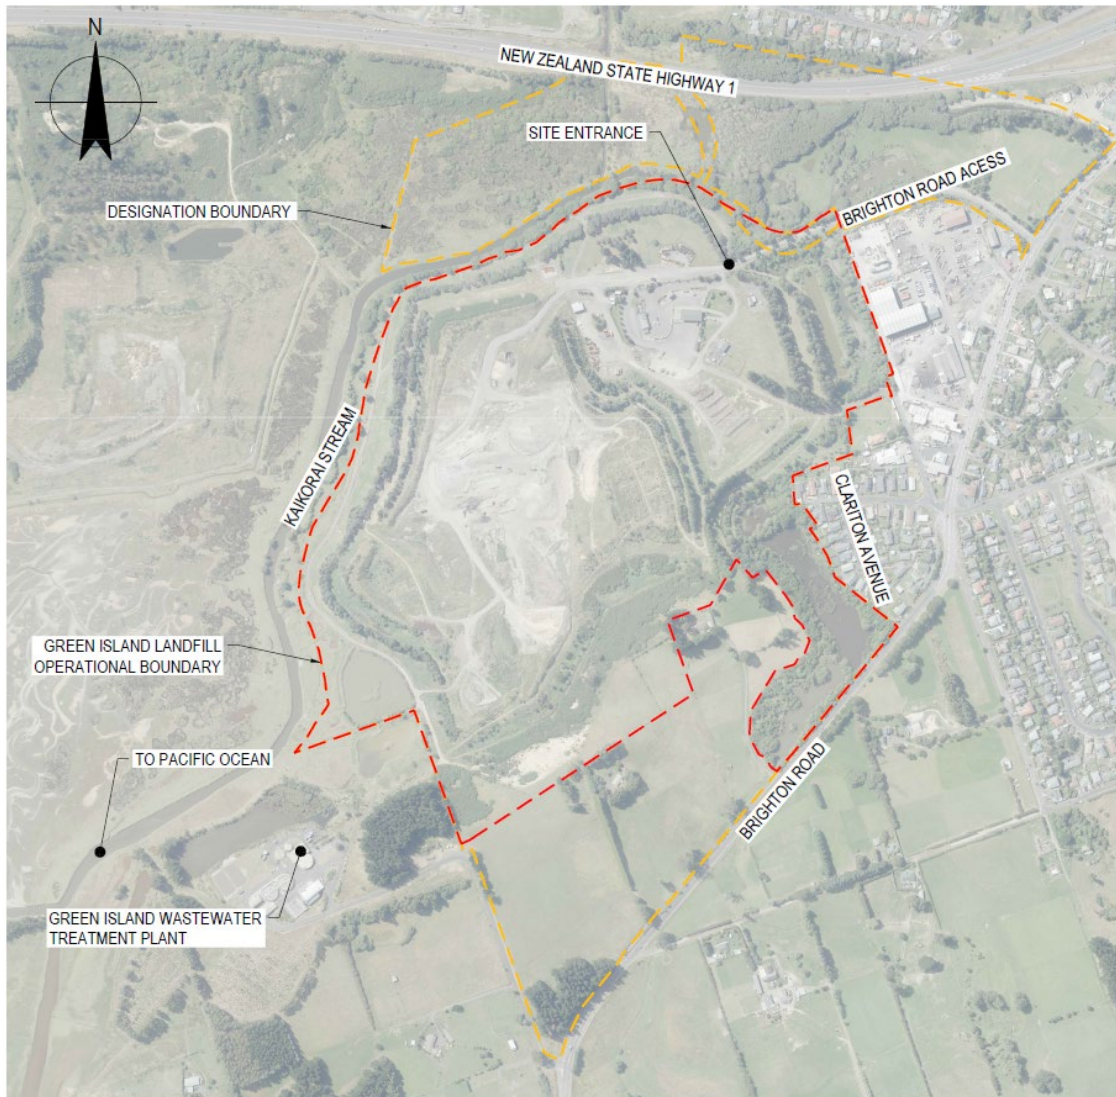 N
NEW ZEALAND STATE HIGHWAY 1
SITE ENTRANCE
BRIGHTON ROAD ACESS
DESIGNATION BOUNDARY
KAIKORAI STREAM
CLARITON AVENUE
GREEN ISLAND LANDFILL
OPERATIONAL BOUNDARY
TO PACIFIC OCEAN
BRIGHTON ROAD
GREEN ISLAND WASTEWATER
TREATMENT PLANT